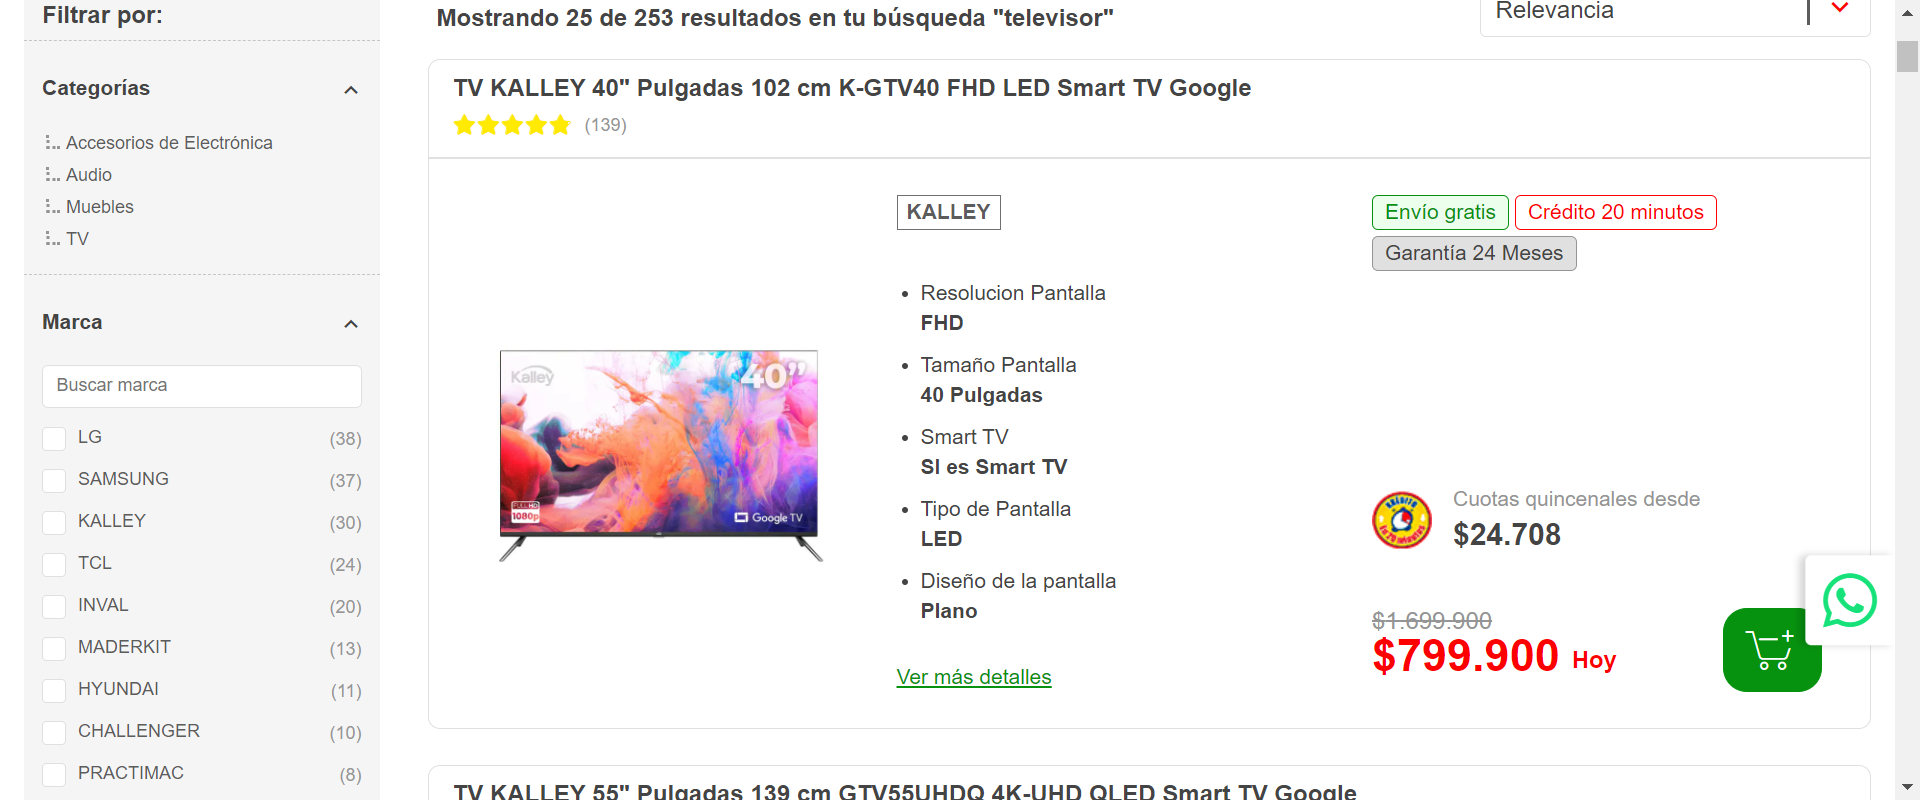 Filtrar por:
Mostrando 25 de 253 resultados en tu búsqueda "televisor"
Relevancia
Categorías
Accesorios de Electrónica
Audio
Muebles
TV
Marca
Buscar marca
LG (38)
SAMSUNG (37)
KALLEY (30)
TCL (24)
INVAL (20)
MADERKIT (13)
HYUNDAI (11)
CHALLENGER (10)
PRACTIMAC (8)
TV KALLEY 40" Pulgadas 102 cm K-GTV40 FHD LED Smart TV Google
(139)
Kalley
40”
FULL HD
1080p
Google TV
KALLEY
Resolucion Pantalla
FHD
Tamaño Pantalla
40 Pulgadas
Smart TV
SI es Smart TV
Tipo de Pantalla
LED
Diseño de la pantalla
Plano
Ver más detalles
Envío gratis
Crédito 20 minutos
Garantía 24 Meses
Cuotas quincenales desde
$24.708
$1.699.900
$799.900 Hoy
TV KALLEY 55" Pulgadas 139 cm GTV55UHDQ 4K-UHD QLED Smart TV Google